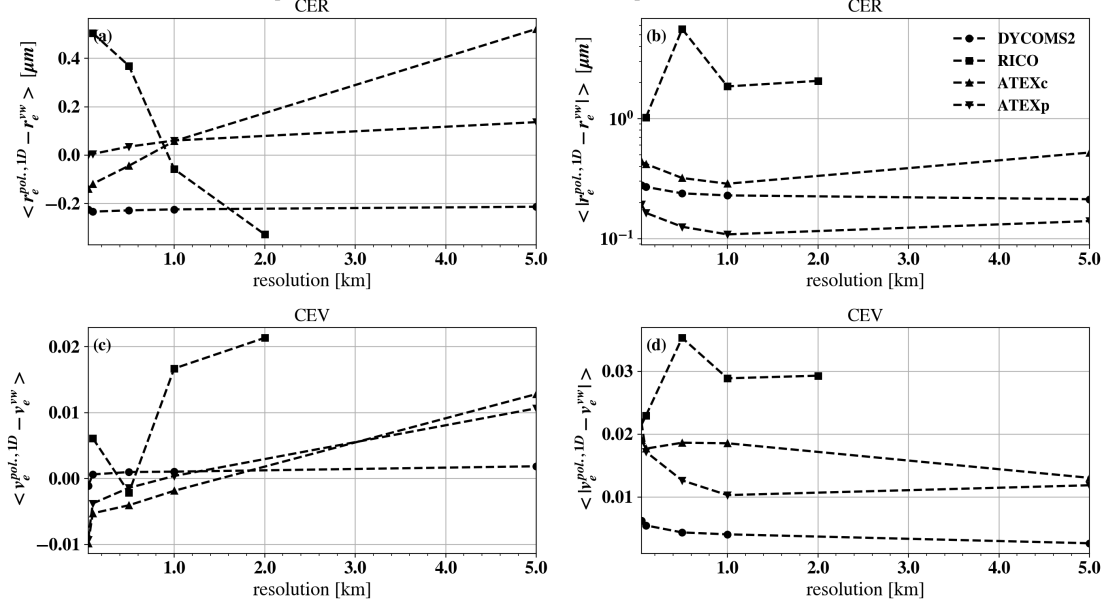 CER
(a)
< r_e^{pol.,1D} − r_e^{vw} > [μm]
0.4
0.2
0.0
−0.2
1.0 2.0 3.0 4.0 5.0
resolution [km]
CER
(b)
DYCOMS2
RICO
ATEXc
ATEXp
< |r_e^{pol.,1D} − r_e^{vw}| > [μm]
10^0
10^{−1}
1.0 2.0 3.0 4.0 5.0
resolution [km]
CEV
(c)
< v_e^{pol.,1D} − v_e^{vw} >
0.02
0.01
0.00
−0.01
1.0 2.0 3.0 4.0 5.0
resolution [km]
CEV
(d)
< |v_e^{pol.,1D} − v_e^{vw}| >
0.03
0.02
0.01
1.0 2.0 3.0 4.0 5.0
resolution [km]